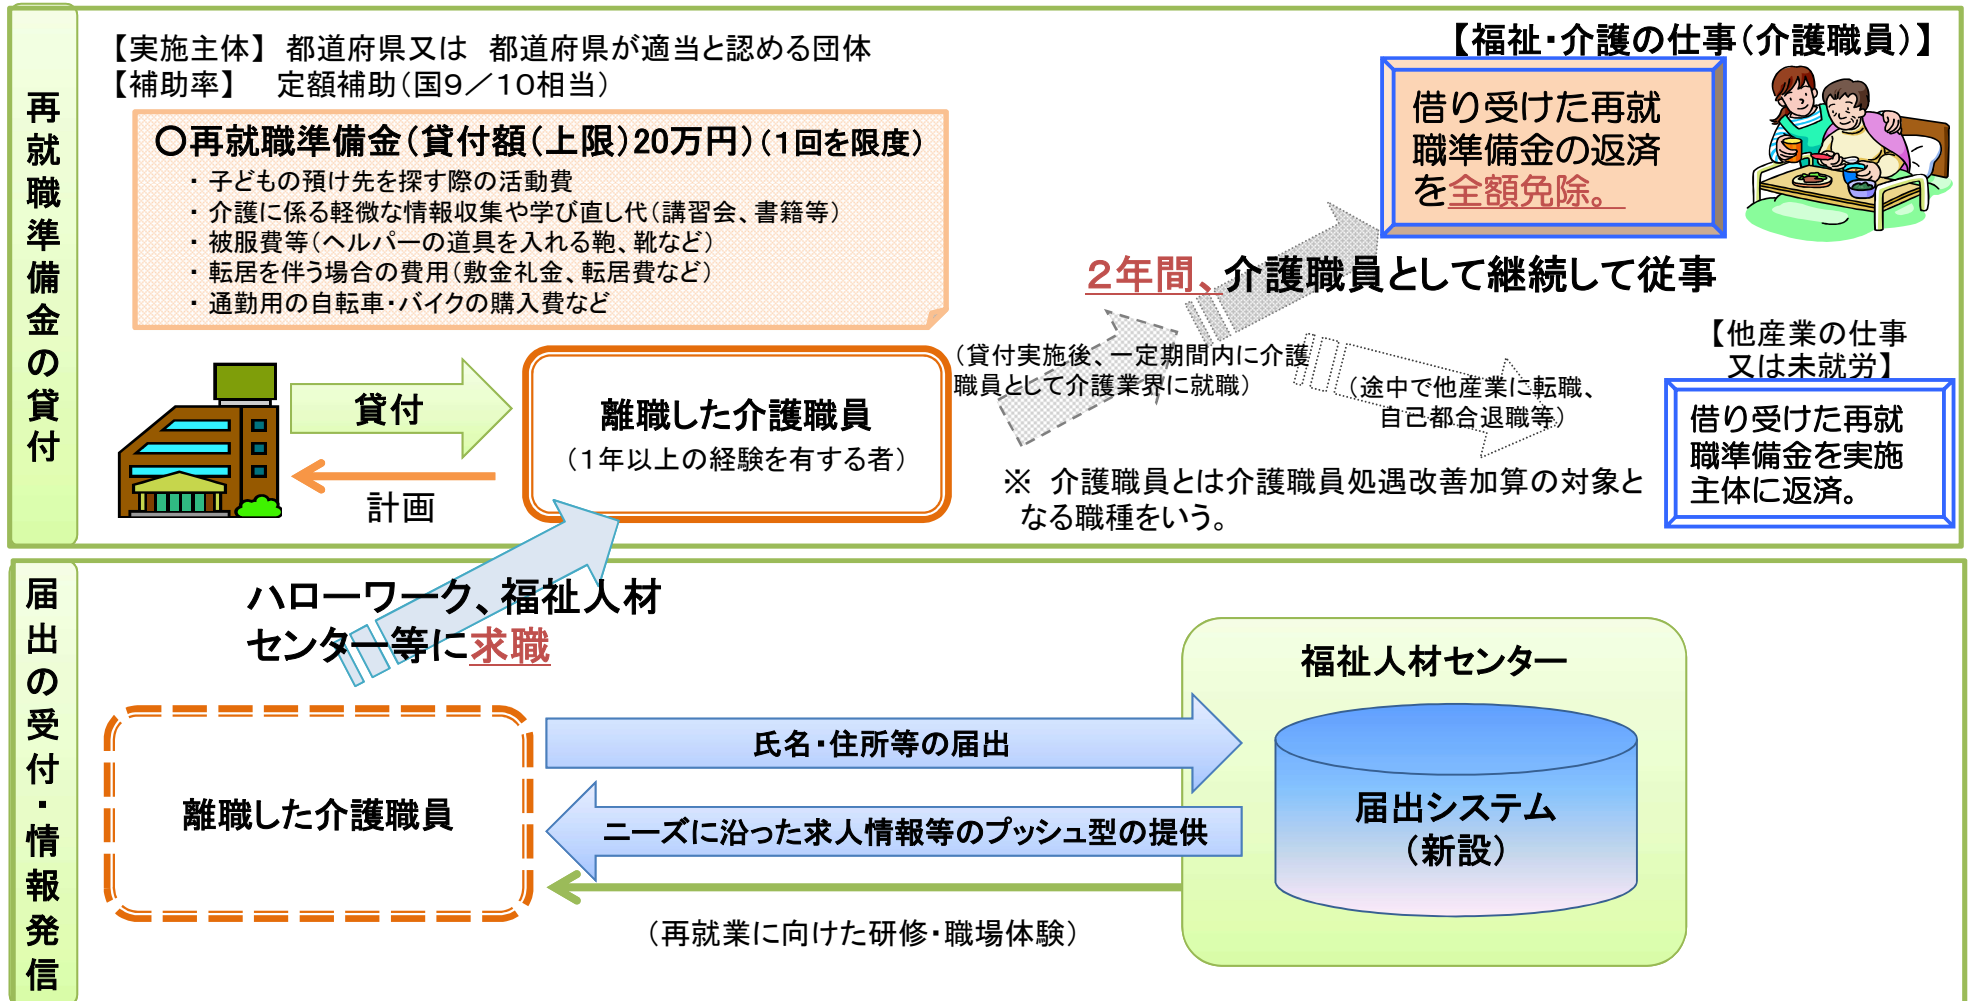 再就職準備金の貸付
【実施主体】 都道府県又は 都道府県が適当と認める団体
【補助率】 定額補助(国9/10相当)
○再就職準備金(貸付額(上限)20万円)(1回を限度)
・子どもの預け先を探す際の活動費
・介護に係る軽微な情報収集や学び直し代(講習会、書籍等)
・被服費等(ヘルパーの道具を入れる鞄、靴など)
・転居を伴う場合の費用(敷金礼金、転居費など)
・通勤用の自転車・バイクの購入費など
貸付
計画
離職した介護職員
(1年以上の経験を有する者)
(貸付実施後、一定期間内に介護
職員として介護業界に就職)
2年間、介護職員として継続して従事
【福祉・介護の仕事(介護職員)】
借り受けた再就
職準備金の返済
を全額免除。
(途中で他産業に転職、
自己都合退職等)
【他産業の仕事
又は未就労】
借り受けた再就
職準備金を実施
主体に返済。
※ 介護職員とは介護職員処遇改善加算の対象と
なる職種をいう。
届出の受付・情報発信
ハローワーク、福祉人材
センター等に求職
離職した介護職員
氏名・住所等の届出
ニーズに沿った求人情報等のプッシュ型の提供
(再就業に向けた研修・職場体験)
福祉人材センター
届出システム
(新設)